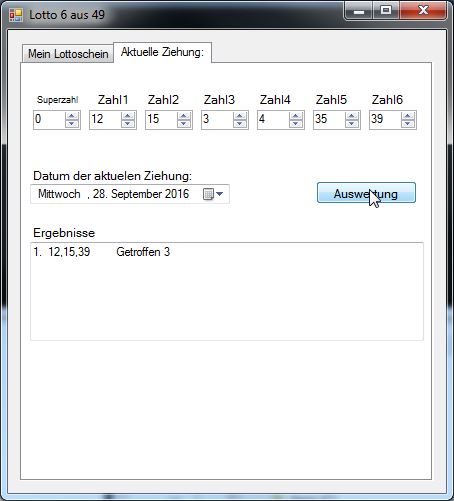 Lotto 6 aus 49
Mein Lottoschein Aktuelle Ziehung:
Superzahl Zahl1 Zahl2 Zahl3 Zahl4 Zahl5 Zahl6
0 12 15 3 4 35 39
Datum der aktuelen Ziehung:
Mittwoch , 28. September 2016
Auswertung
Ergebnisse
1. 12,15,39 Getroffen 3